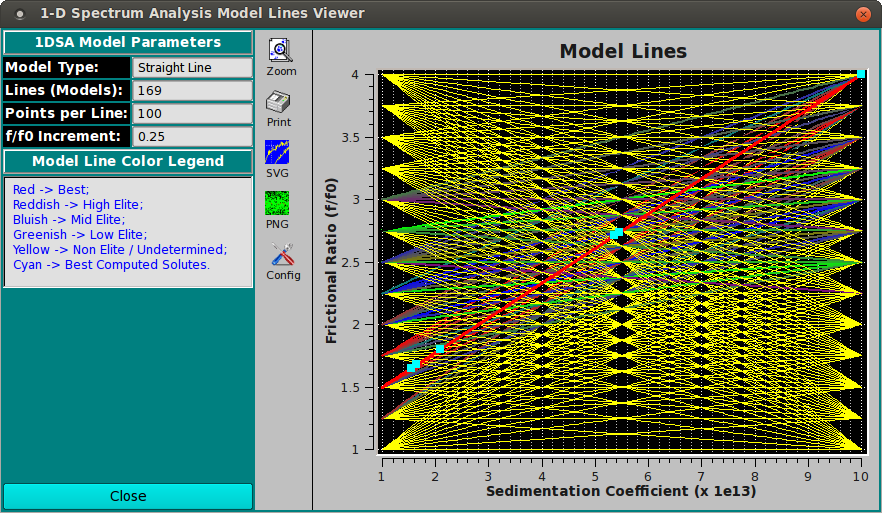 1-D Spectrum Analysis Model Lines Viewer
1DSA Model Parameters
Model Type: Straight Line
Lines (Models): 169
Points per Line: 100
f/f0 Increment: 0.25
Model Line Color Legend
Red -> Best;
Reddish -> High Elite;
Bluish -> Mid Elite;
Greenish -> Low Elite;
Yellow -> Non Elite / Undetermined;
Cyan -> Best Computed Solutes.
Close
Zoom
Print
SVG
PNG
Config
Model Lines
Frictional Ratio (f/f0)
4
3.5
3
2.5
2
1.5
1
1 2 3 4 5 6 7 8 9 10
Sedimentation Coefficient (x 1e13)